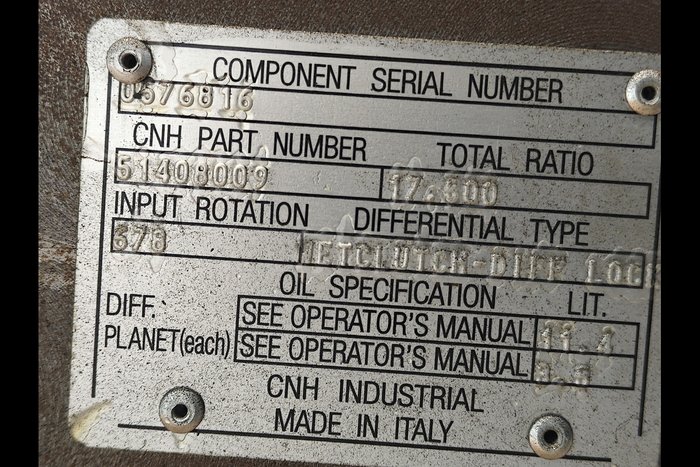 COMPONENT SERIAL NUMBER
0576816
CNH PART NUMBER TOTAL RATIO
51408009 17.600
INPUT ROTATION DIFFERENTIAL TYPE
WETCLUTCH-DIFF LOCK
OIL SPECIFICATION LIT.
DIFF. SEE OPERATOR'S MANUAL 11.4
PLANET(each) SEE OPERATOR'S MANUAL
CNH INDUSTRIAL
MADE IN ITALY